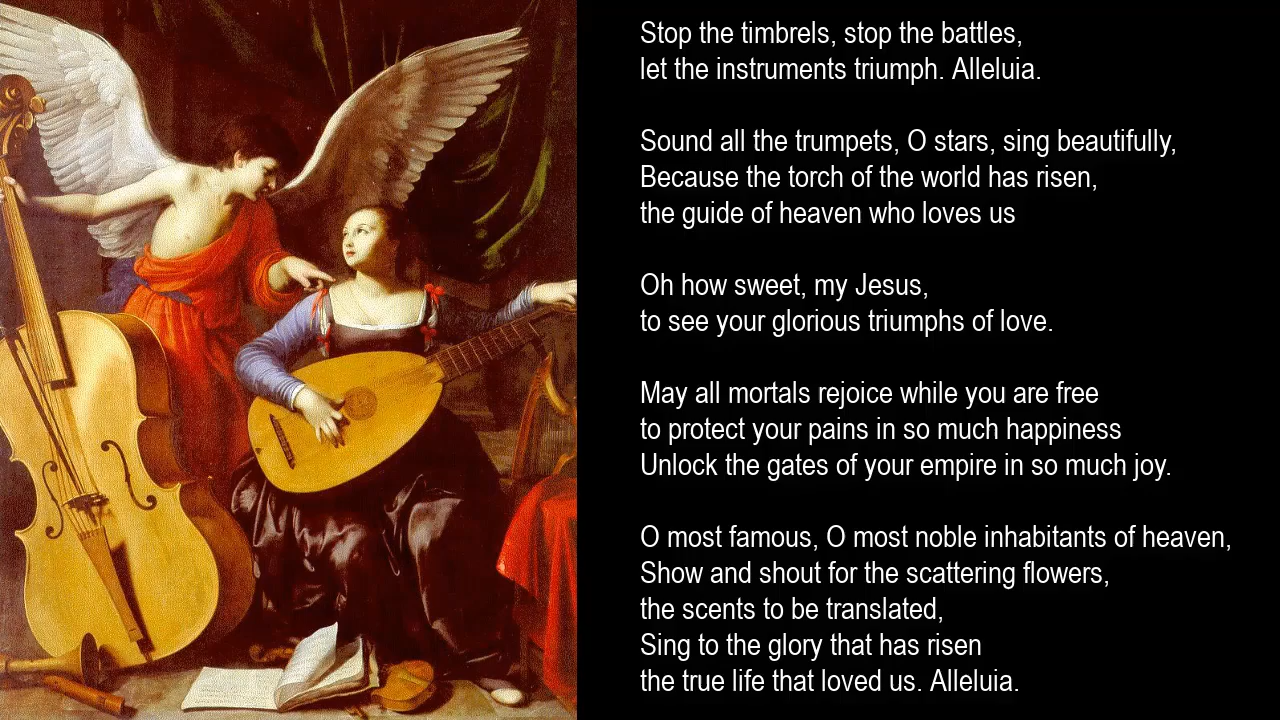 Stop the timbrels, stop the battles,
let the instruments triumph. Alleluia.
Sound all the trumpets, O stars, sing beautifully,
Because the torch of the world has risen,
the guide of heaven who loves us
Oh how sweet, my Jesus,
to see your glorious triumphs of love.
May all mortals rejoice while you are free
to protect your pains in so much happiness
Unlock the gates of your empire in so much joy.
O most famous, O most noble inhabitants of heaven,
Show and shout for the scattering flowers,
the scents to be translated,
Sing to the glory that has risen
the true life that loved us. Alleluia.